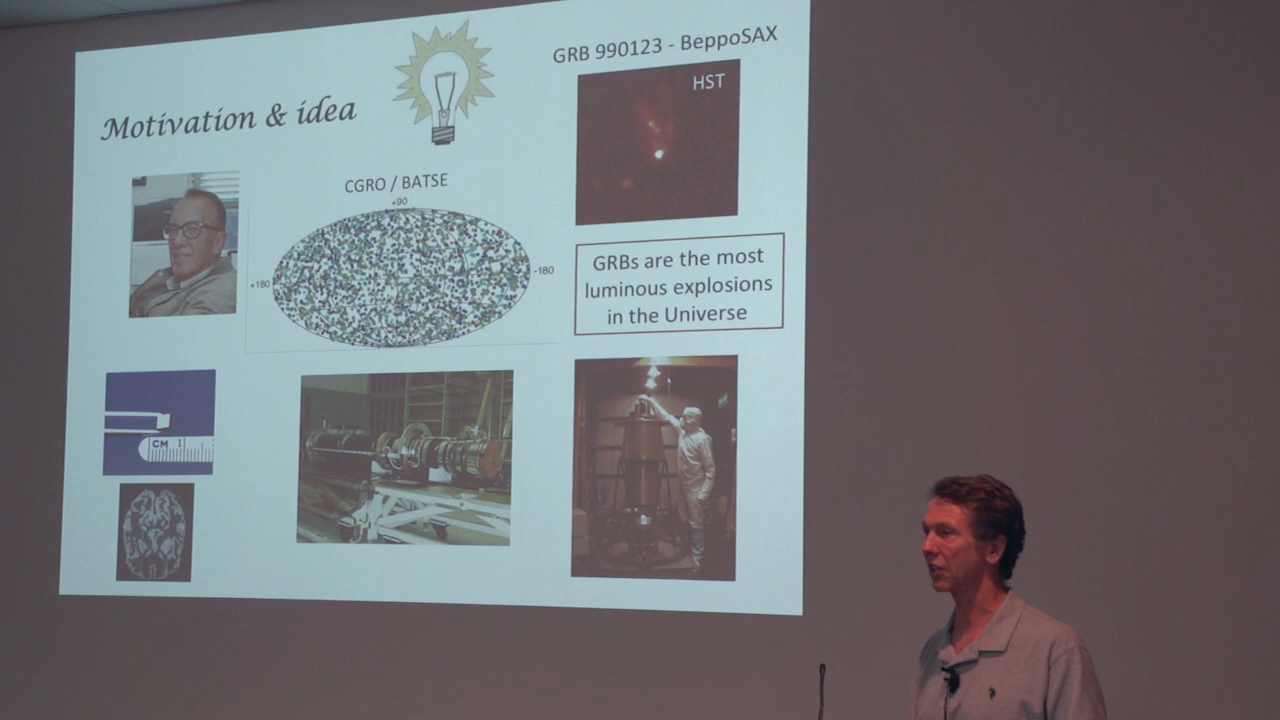 Motivation & idea
GRB 990123 - BeppoSAX
HST
CGRO / BATSE
+90
+180
-180
GRBs are the most
luminous explosions
in the Universe
CM 1